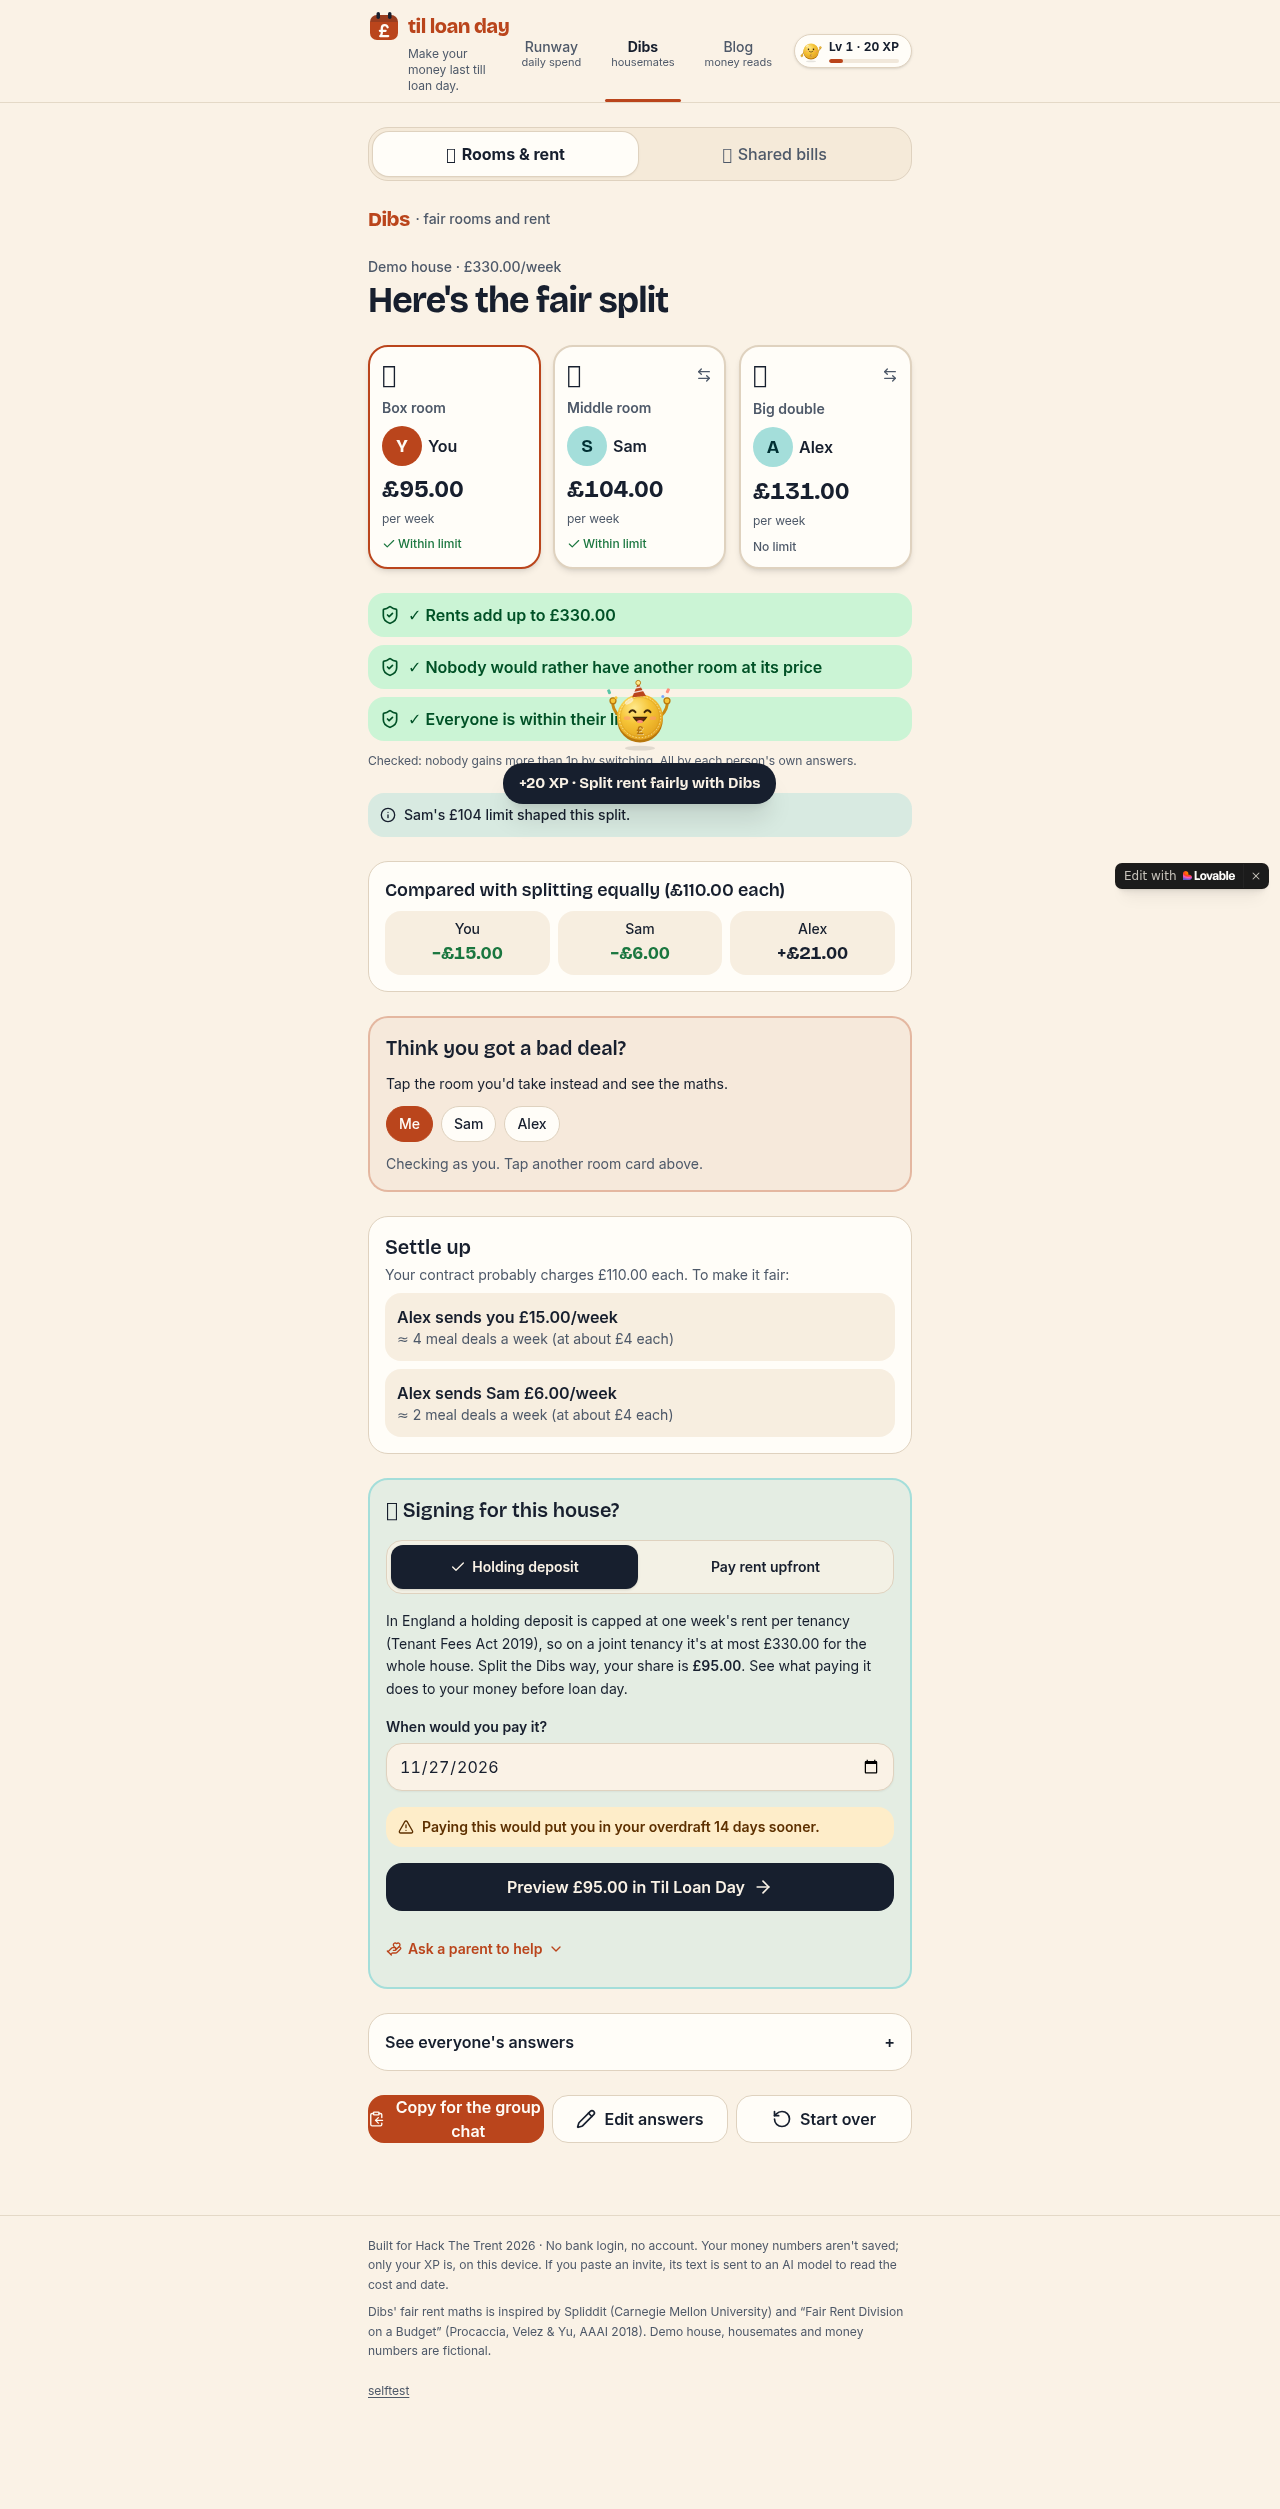 til loan day
Make your
money last till
loan day.
Runway
daily spend
Dibs
housemates
Blog
money reads
Lv 1 · 20 XP
Rooms & rent
Shared bills
Dibs · fair rooms and rent
Demo house · £330.00/week
Here's the fair split
Box room
Y You
£95.00
per week
✓ Within limit
Middle room
S Sam
£104.00
per week
✓ Within limit
Big double
A Alex
£131.00
per week
No limit
✓ Rents add up to £330.00
✓ Nobody would rather have another room at its price
✓ Everyone is within their li
Checked: nobody gains more than 1p by switching. All by each person's own answers.
+20 XP · Split rent fairly with Dibs
Sam's £104 limit shaped this split.
Edit with Lovable ×
Compared with splitting equally (£110.00 each)
You
−£15.00
Sam
−£6.00
Alex
+£21.00
Think you got a bad deal?
Tap the room you'd take instead and see the maths.
Me
Sam
Alex
Checking as you. Tap another room card above.
Settle up
Your contract probably charges £110.00 each. To make it fair:
Alex sends you £15.00/week
≈ 4 meal deals a week (at about £4 each)
Alex sends Sam £6.00/week
≈ 2 meal deals a week (at about £4 each)
Signing for this house?
✓ Holding deposit
Pay rent upfront
In England a holding deposit is capped at one week's rent per tenancy
(Tenant Fees Act 2019), so on a joint tenancy it's at most £330.00 for the
whole house. Split the Dibs way, your share is £95.00. See what paying it
does to your money before loan day.
When would you pay it?
11/27/2026
Paying this would put you in your overdraft 14 days sooner.
Preview £95.00 in Til Loan Day →
Ask a parent to help
See everyone's answers +
Copy for the group
chat
Edit answers
Start over
Built for Hack The Trent 2026 · No bank login, no account. Your money numbers aren't saved;
only your XP is, on this device. If you paste an invite, its text is sent to an AI model to read the
cost and date.
Dibs' fair rent maths is inspired by Spliddit (Carnegie Mellon University) and “Fair Rent Division
on a Budget” (Procaccia, Velez & Yu, AAAI 2018). Demo house, housemates and money
numbers are fictional.
selftest